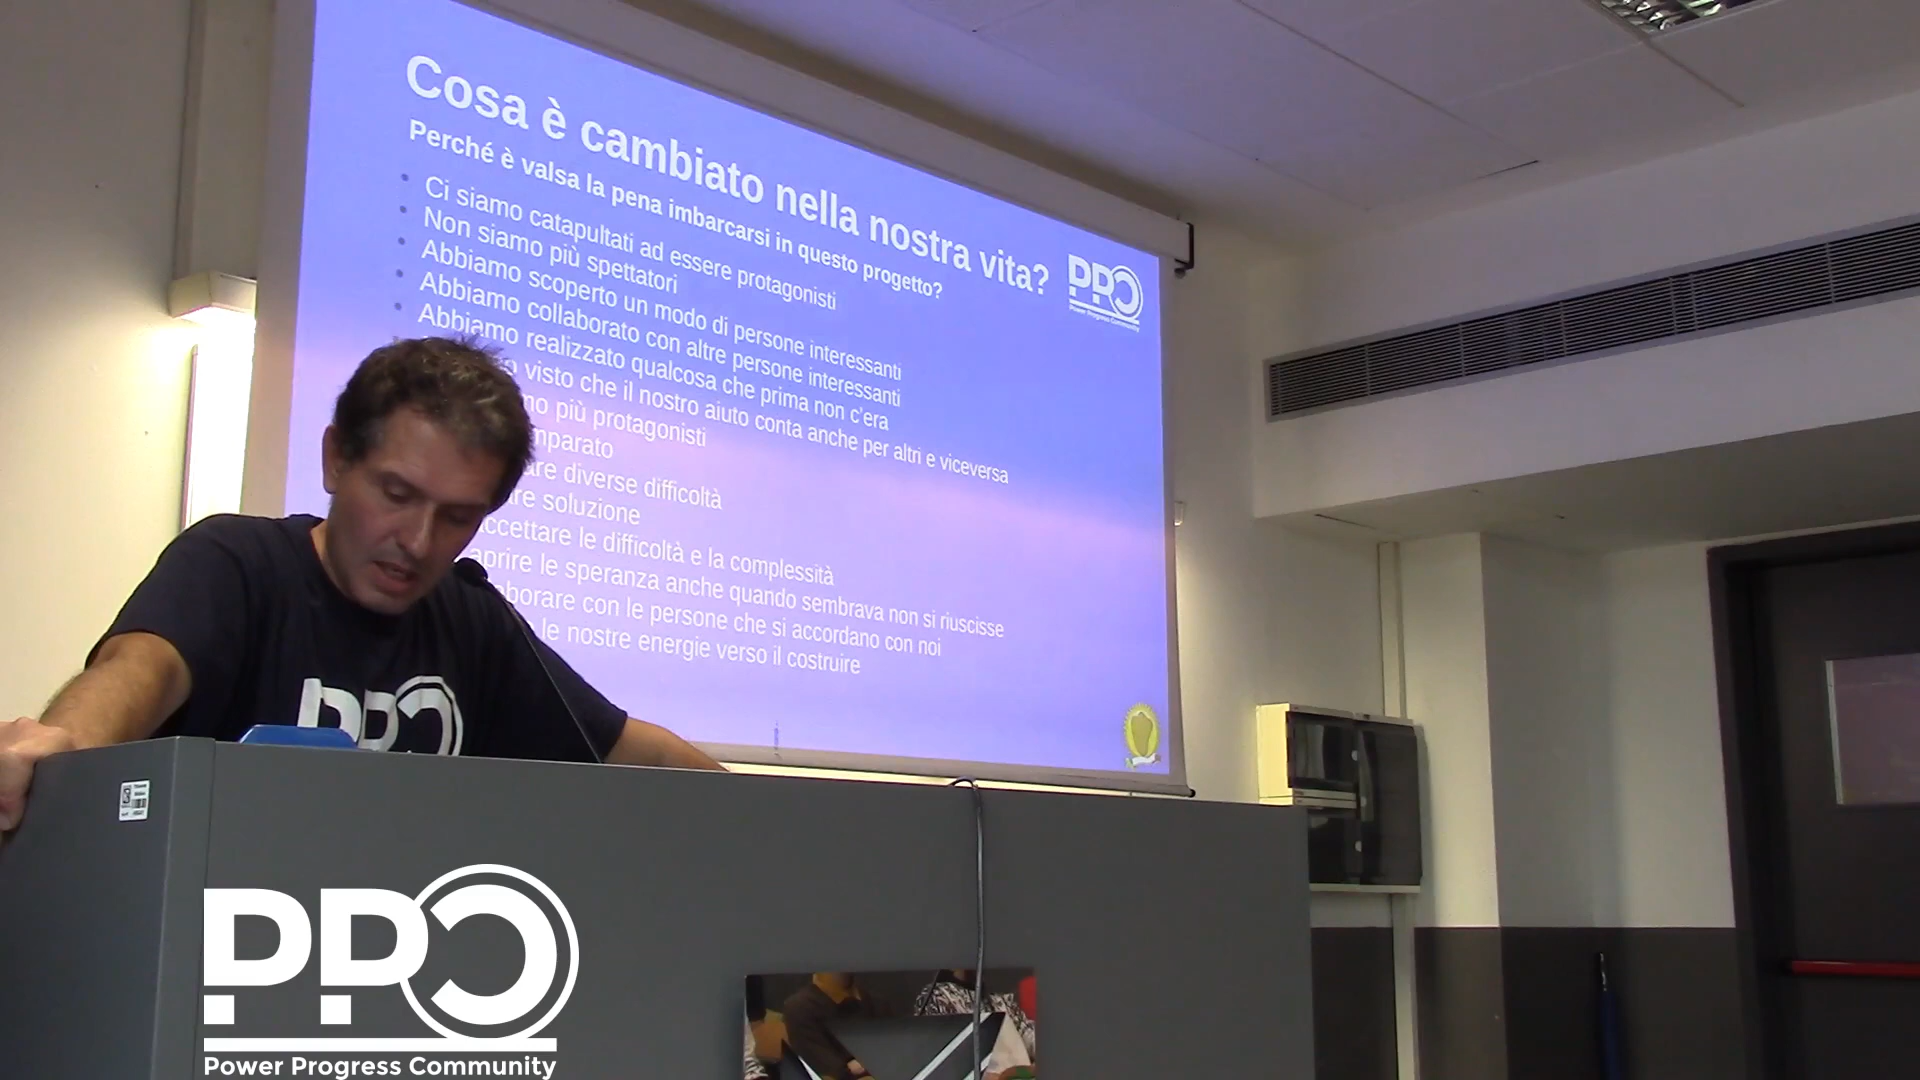 Cosa è cambiato nella nostra vita?
Perché è valsa la pena imbarcarsi in questo progetto?
Ci siamo catapultati ad essere protagonisti
Non siamo più spettatori
Abbiamo scoperto un modo di persone interessanti
Abbiamo collaborato con altre persone interessanti
Abbiamo realizzato qualcosa che prima non c'era
visto che il nostro aiuto conta anche per altri e viceversa
più protagonisti
diverse difficoltà
soluzione
accettare le difficoltà e la complessità
le speranza anche quando sembrava non si riuscisse
con le persone che si accordano con noi
le nostre energie verso il costruire
PPC
Power Progress Community
PPC
PPC
Power Progress Community